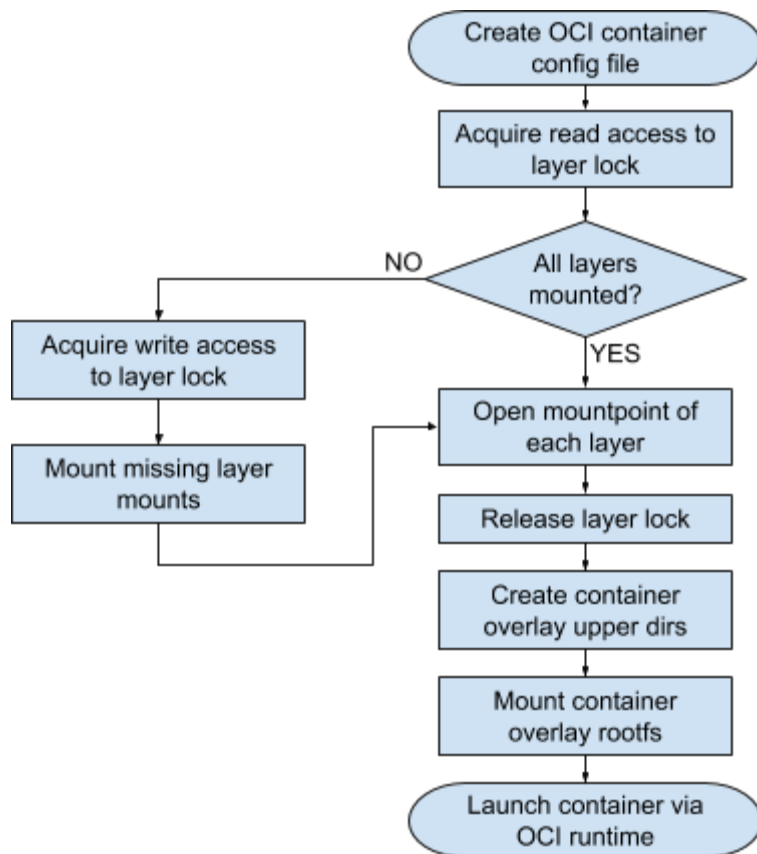 Create OCI container
config file
Acquire read access to
layer lock
NO
All layers
mounted?
Acquire write access
to layer lock
YES
Mount missing layer
mounts
Open mountpoint of
each layer
Release layer lock
Create container
overlay upper dirs
Mount container
overlay rootfs
Launch container via
OCI runtime